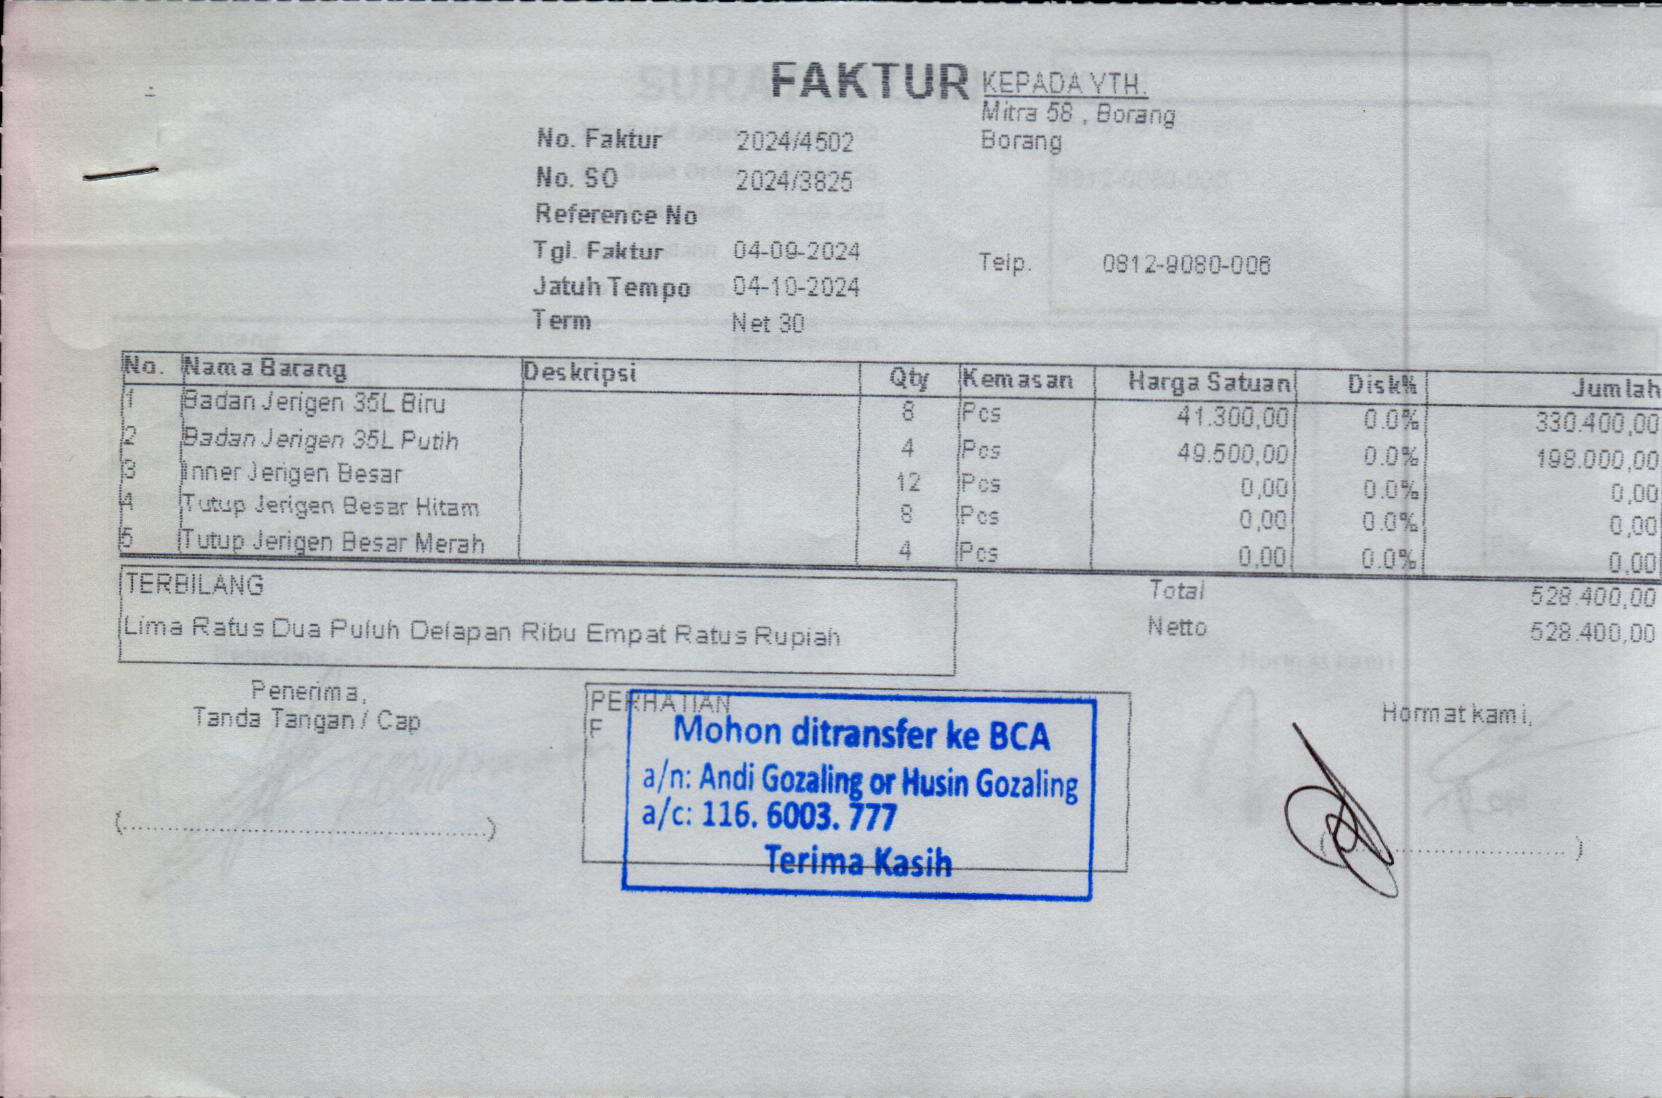 FAKTUR
KEPADA YTH.
Mitra 58 , Borang
Borang
No. Faktur 2024/4502
No. SO 2024/3825
Reference No
Tgl. Faktur 04-09-2024
Telp. 0812-9080-006
Jatuh Tempo 04-10-2024
Term Net 30
No. Nama Barang Deskripsi Qty Kemasan Harga Satuan Disk% Jumlah
1 Badan Jerigen 35L Biru 8 Pcs 41.300,00 0.0% 330.400,00
2 Badan Jerigen 35L Putih 4 Pcs 49.500,00 0.0% 198.000,00
3 Inner Jerigen Besar 12 Pcs 0,00 0.0% 0,00
4 Tutup Jerigen Besar Hitam 8 Pcs 0,00 0.0% 0,00
5 Tutup Jerigen Besar Merah 4 Pcs 0,00 0.0% 0,00
TERBILANG
Lima Ratus Dua Puluh Delapan Ribu Empat Ratus Rupiah
Total 528.400,00
Netto 528.400,00
Penerima,
Tanda Tangan / Cap
(................................................)
PERHATIAN
F
Mohon ditransfer ke BCA
a/n: Andi Gozaling or Husin Gozaling
a/c: 116. 6003. 777
Terima Kasih
Hormat kami,
........................ )